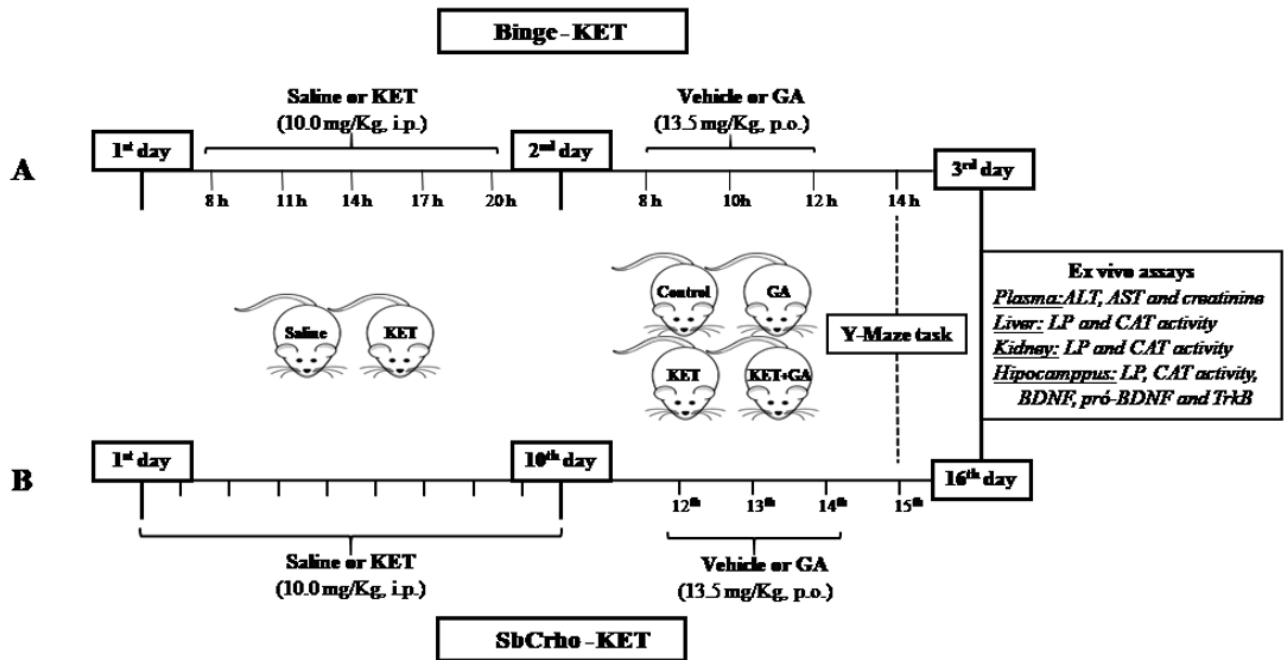 Binge - KET
Saline or KET
(10.0 mg/Kg, i.p.)
Vehicle or GA
(13.5 mg/Kg, p.o.)
1st day
2nd day
3rd day
A
8 h
11 h
14 h
17 h
20 h
8 h
10h
12 h
14 h
Saline
KET
Control
GA
KET
KET+GA
Y-Maze task
Ex vivo assays
Plasma: ALT, AST and creatinine
Liver: LP and CAT activity
Kidney: LP and CAT activity
Hipocamppus: LP, CAT activity,
BDNF, pró-BDNF and TrkB
B
1st day
10th day
16th day
12th
13th
14th
15th
Saline or KET
(10.0 mg/Kg, i.p.)
Vehicle or GA
(13.5 mg/Kg, p.o.)
SbCrho - KET